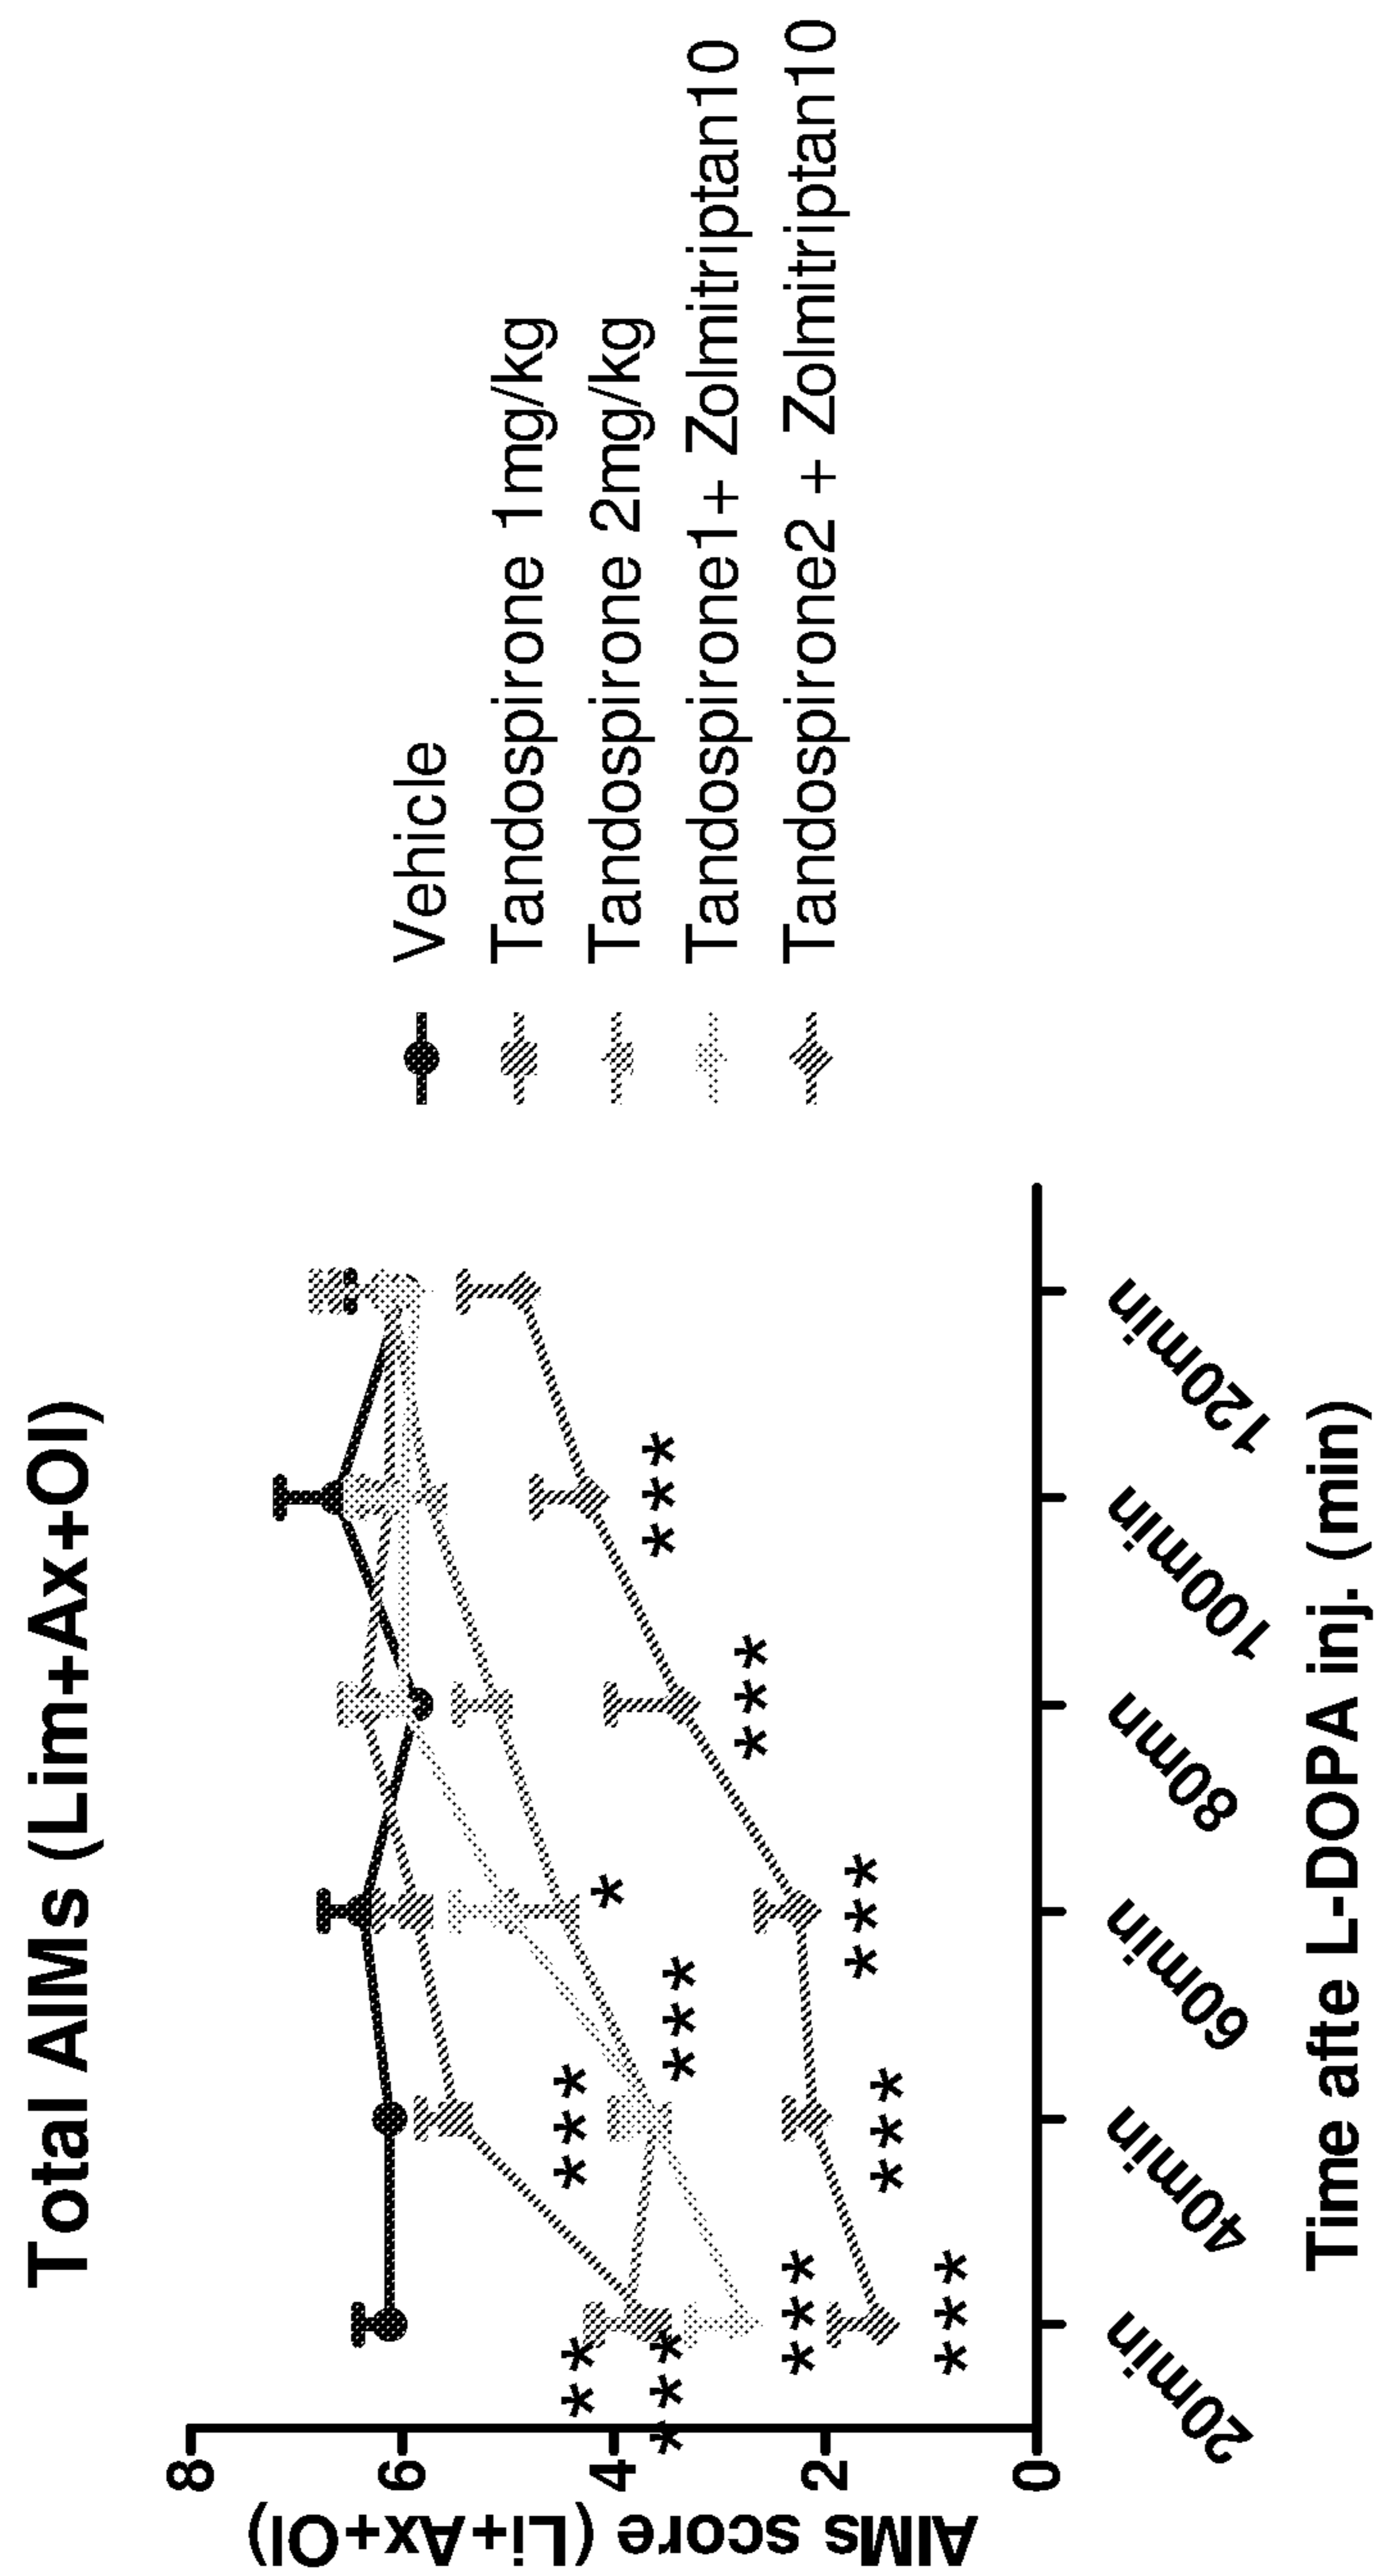 Total AIMs (Lim+Ax+Ol)
AIMs score (Li+Ax+Ol)
8
6
4
2
0
**
***
***
***
***
***
***
*
***
***
***
20min
40min
60min
80mn
100min
120min
Time afte L-DOPA inj. (min)
Vehicle
Tandospirone 1mg/kg
Tandospirone 2mg/kg
Tandospirone1+ Zolmitriptan10
Tandospirone2 + Zolmitriptan10